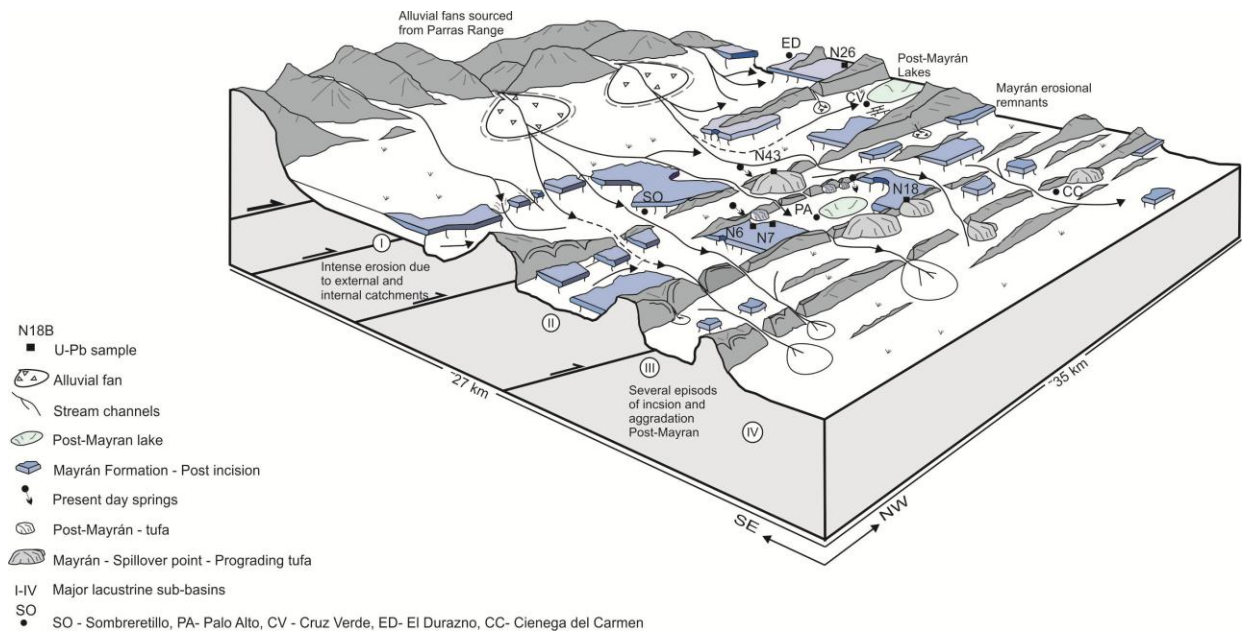 Alluvial fans sourced
from Parras Range
ED
N26
Post-Mayrán
Lakes
CV
Mayrán erosional
remnants
N43
SO
N18
CC
PA
N6
N7
I
Intense erosion due
to external and
internal catchments
II
III
Several episods
of incsion and
aggradation
Post-Mayran
IV
~27 km
~35 km
SE
NW
N18B
U-Pb sample
Alluvial fan
Stream channels
Post-Mayran lake
Mayrán Formation - Post incision
Present day springs
Post-Mayrán - tufa
Mayrán - Spillover point - Prograding tufa
I-IV Major lacustrine sub-basins
SO
SO - Sombreretillo, PA- Palo Alto, CV - Cruz Verde, ED- El Durazno, CC- Cienega del Carmen